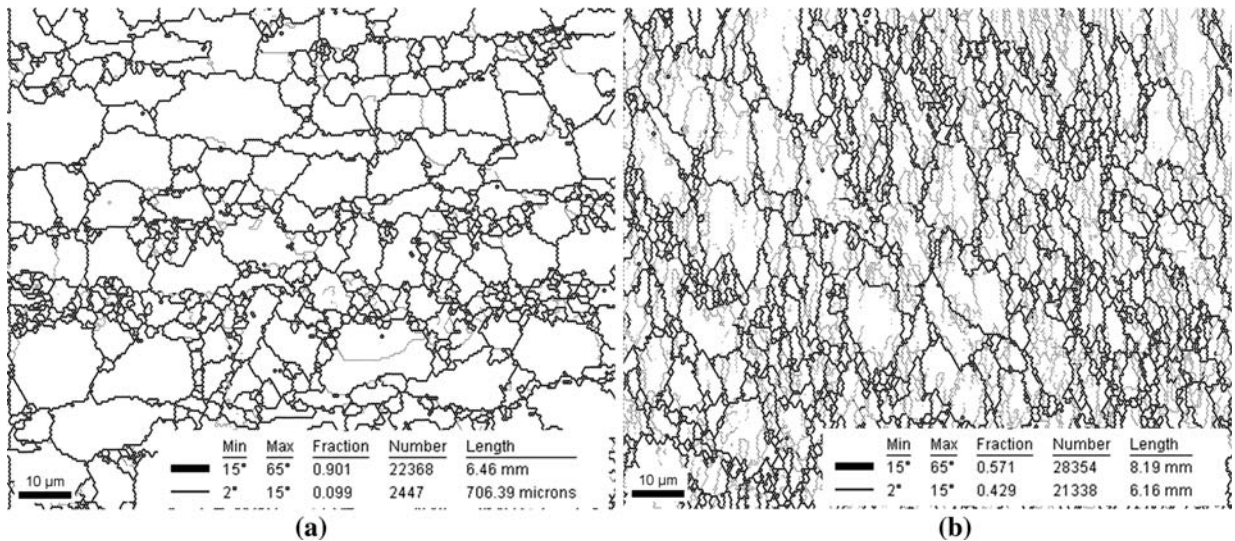 Min Max Fraction Number Length
15° 65° 0.901 22368 6.46 mm
2° 15° 0.099 2447 706.39 microns
10 µm
(a)
Min Max Fraction Number Length
15° 65° 0.571 28354 8.19 mm
2° 15° 0.429 21338 6.16 mm
10 µm
(b)